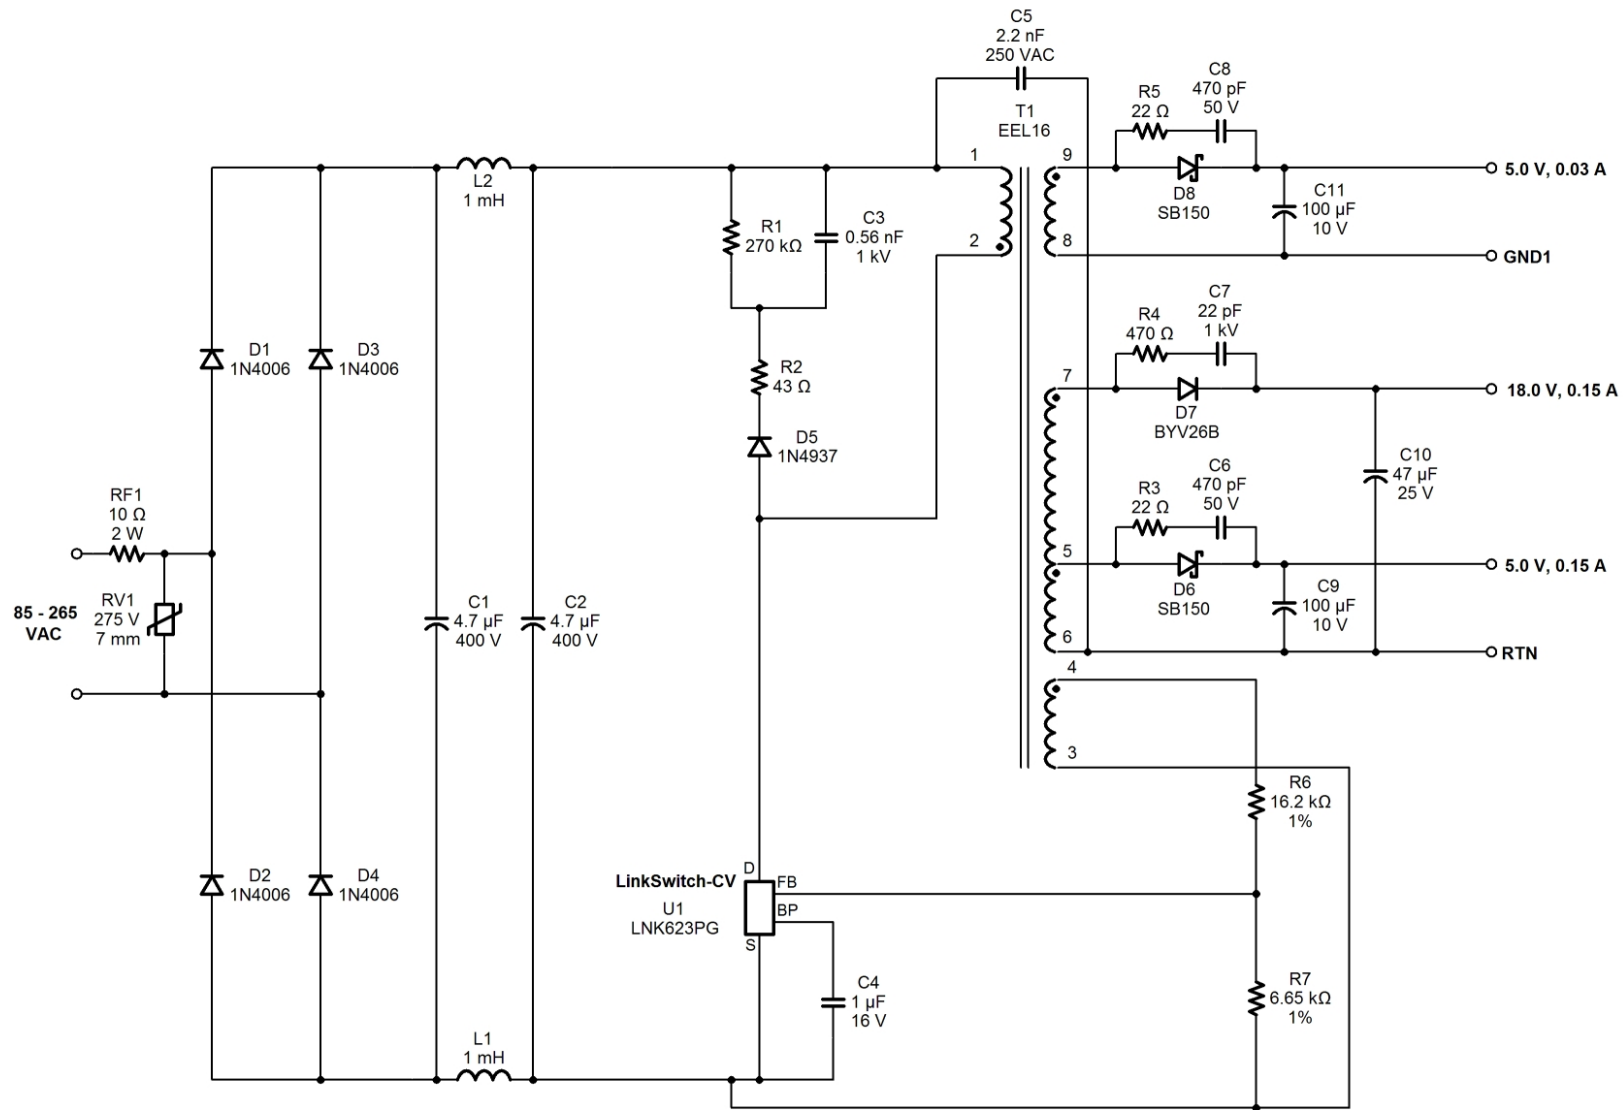 C5
2.2 nF
250 VAC
T1
EEL16
R5
22 Ω
C8
470 pF
50 V
1
9
5.0 V, 0.03 A
L2
1 mH
D8
SB150
C11
100 µF
10 V
R1
270 kΩ
C3
0.56 nF
1 kV
2
8
GND1
C7
22 pF
1 kV
R4
470 Ω
D1
1N4006
D3
1N4006
R2
43 Ω
7
18.0 V, 0.15 A
D7
BYV26B
D5
1N4937
C10
47 µF
25 V
C6
470 pF
50 V
R3
22 Ω
RF1
10 Ω
2 W
5
5.0 V, 0.15 A
D6
SB150
C9
100 µF
10 V
85 - 265
VAC
RV1
275 V
7 mm
C1
4.7 µF
400 V
C2
4.7 µF
400 V
6
RTN
4
3
R6
16.2 kΩ
1%
D2
1N4006
D4
1N4006
LinkSwitch-CV
U1
LNK623PG
D
FB
BP
S
C4
1 µF
16 V
R7
6.65 kΩ
1%
L1
1 mH